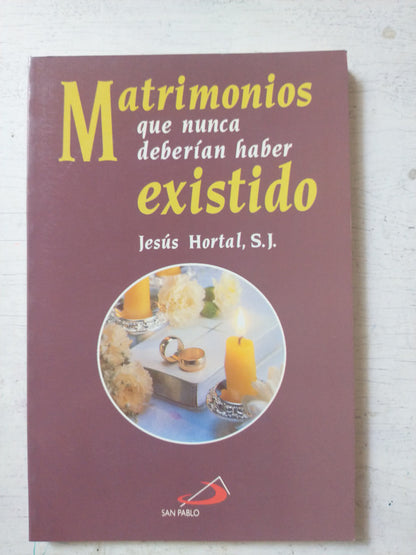 Matrimonios
que nunca
deberían haber
existido
Jesús Hortal, S.J.
SAN PABLO